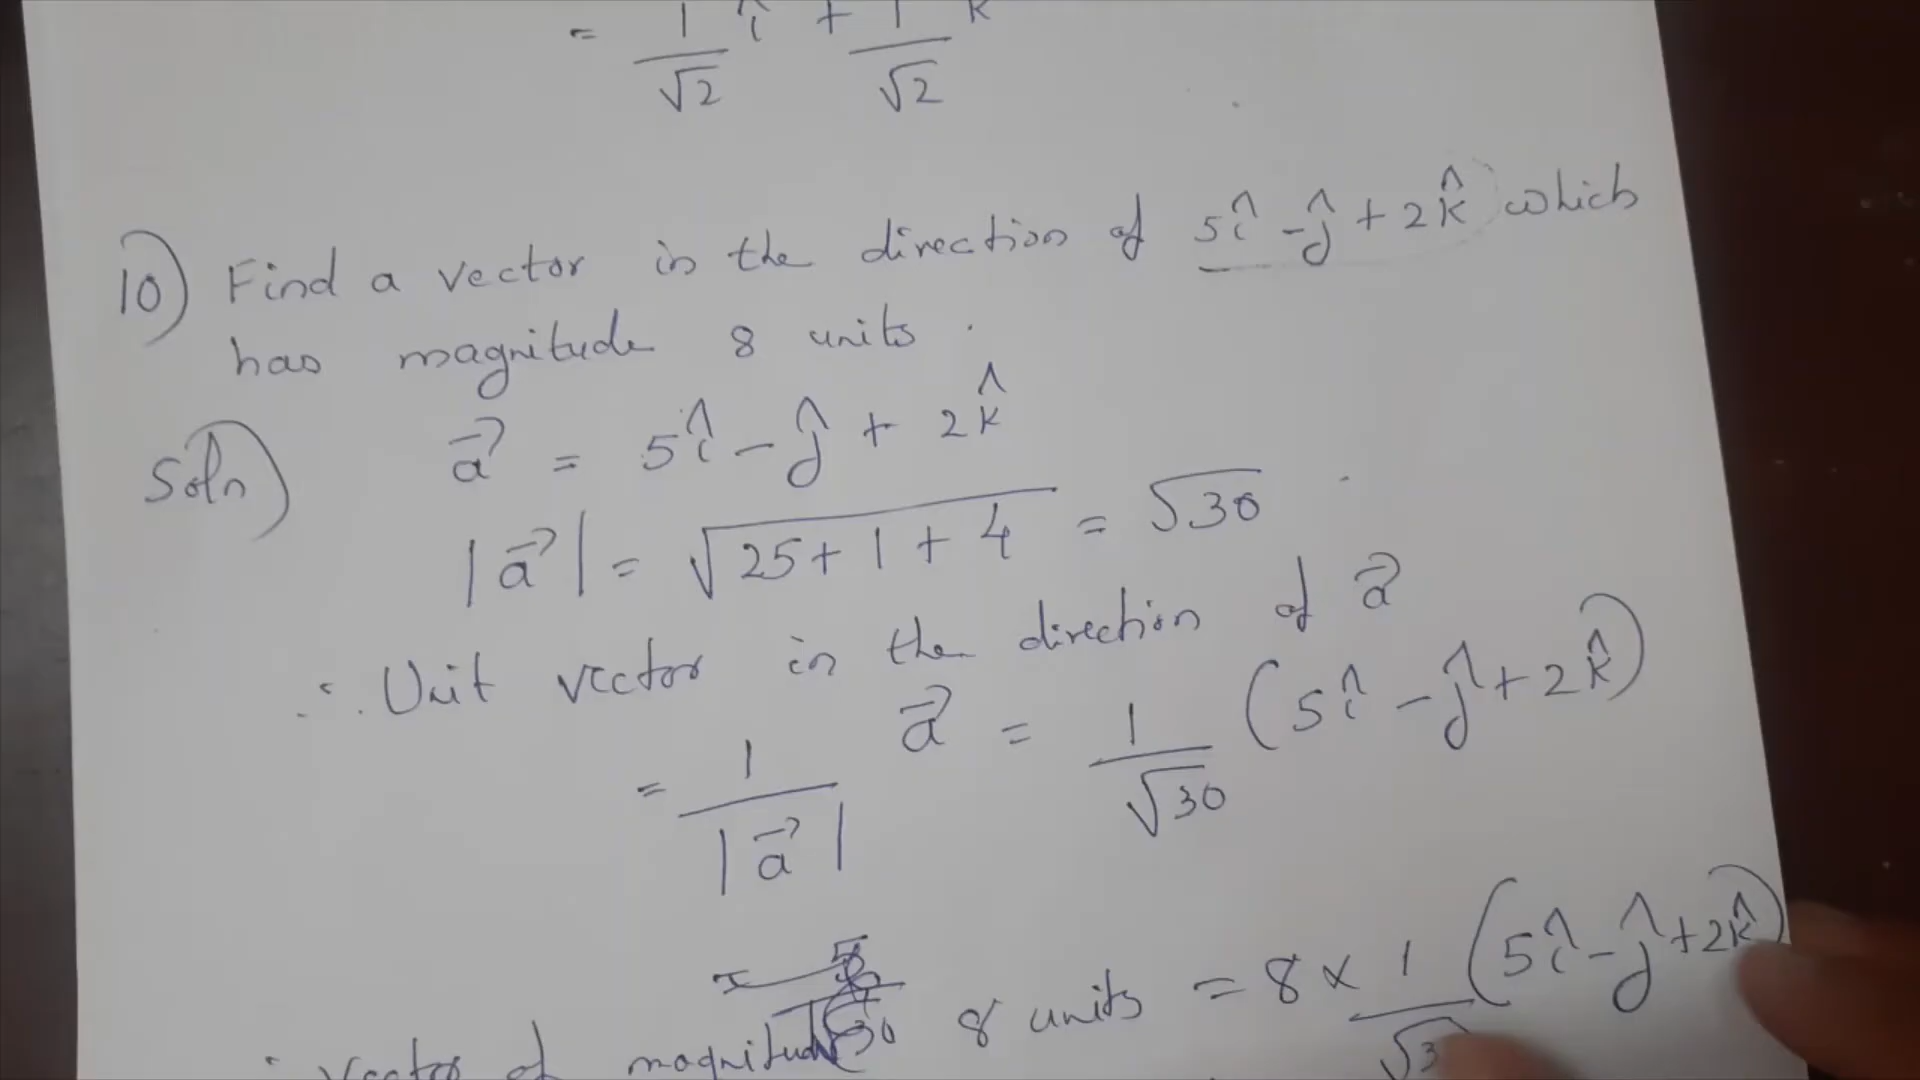 = 1/√2 î + 1/√2 k
10) Find a vector in the direction of 5î - ĵ + 2k̂ which
has magnitude 8 units.
Soln) a⃗ = 5î - ĵ + 2k̂
|a⃗| = √(25 + 1 + 4) = √30
∴ Unit vector in the direction of a⃗
= 1/|a⃗| a⃗ = 1/√30 (5î - ĵ + 2k̂)
∴ Vector of magnitude 8 units = 8 × 1/√3 (5î - ĵ + 2k̂)